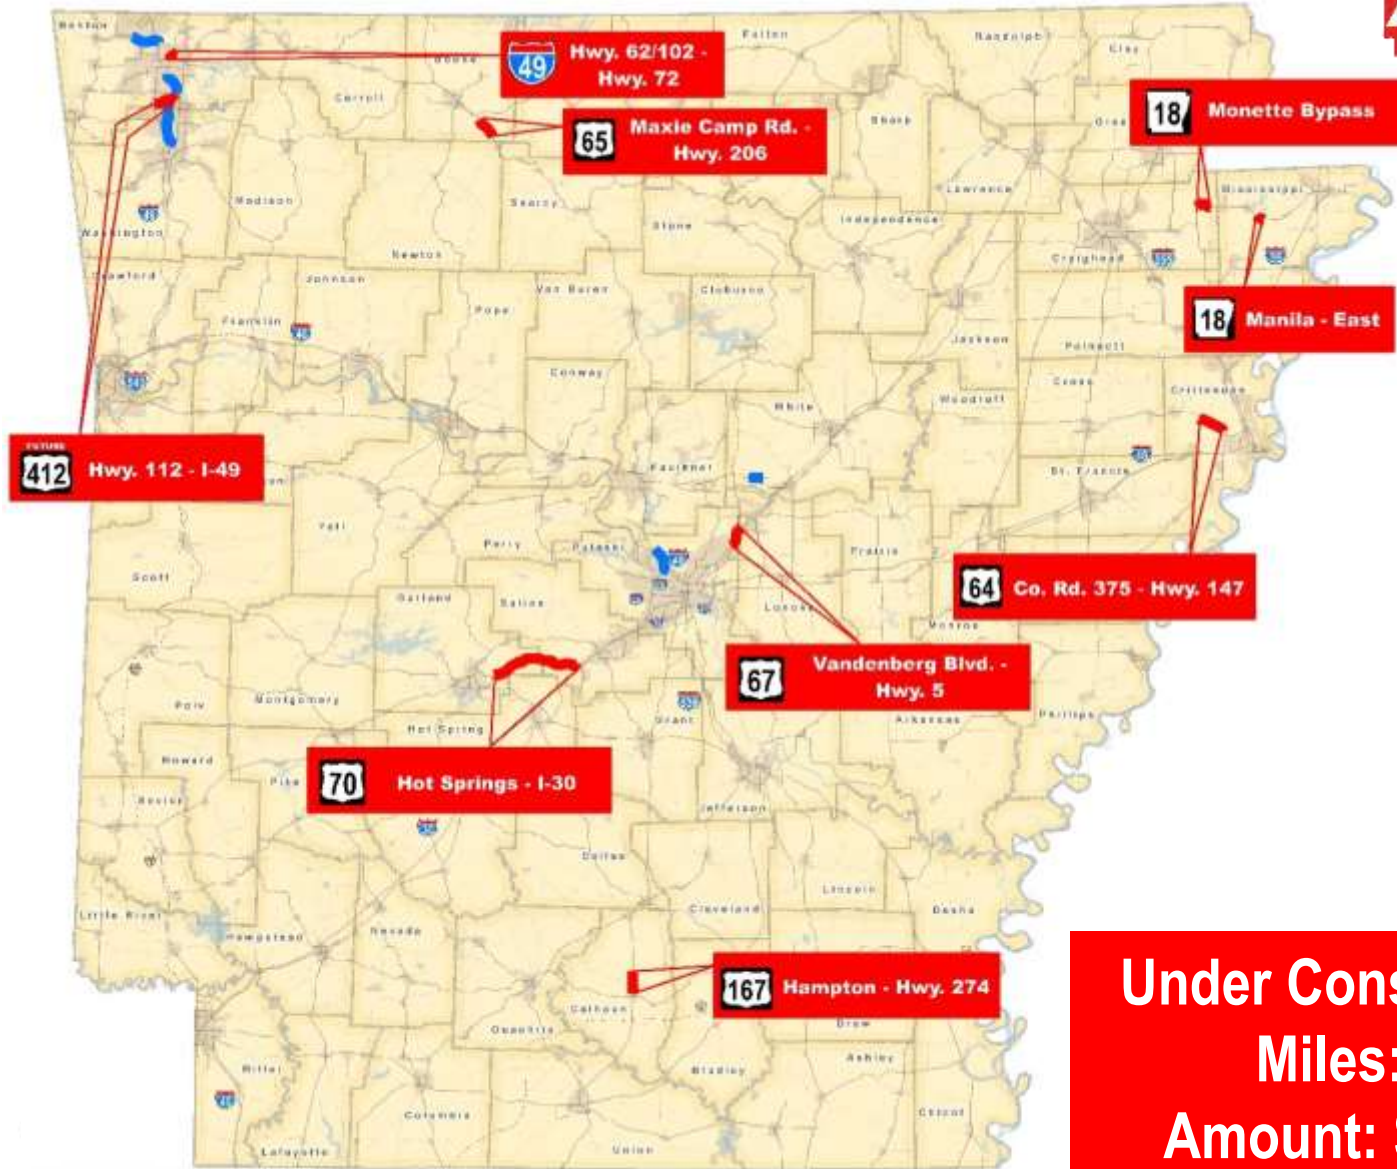 Benton
49
Hwy. 62/102 -
Hwy. 72
Boone
Fulton
Randolph
Clay
Carroll
65
Maxie Camp Rd. -
Hwy. 206
Sharp
18
Monette Bypass
Lawrence
Mississippi
Madison
Searcy
Stone
Independence
Washington
Newton
Craighead
Crawford
Johnson
Van Buren
Cleburne
Franklin
Pope
Jackson
Poinsett
18
Manila - East
Conway
White
Woodruff
Cross
Crittenden
FUTURE
412
Hwy. 112 - I-49
Faulkner
St. Francis
Yell
Perry
Pulaski
Prairie
Scott
Garland
Saline
Lonoke
Monroe
64
Co. Rd. 375 - Hwy. 147
67
Vandenberg Blvd. -
Hwy. 5
Polk
Montgomery
Hot Spring
Grant
Arkansas
Phillips
Howard
Pike
70
Hot Springs - I-30
Sevier
Jefferson
Dallas
Lincoln
Cleveland
Desha
Little River
Hempstead
Nevada
167
Hampton - Hwy. 274
Calhoun
Ouachita
Drew
Miller
Bradley
Ashley
Columbia
Chicot
Lafayette
Union
Under Cons
Miles:
Amount: $